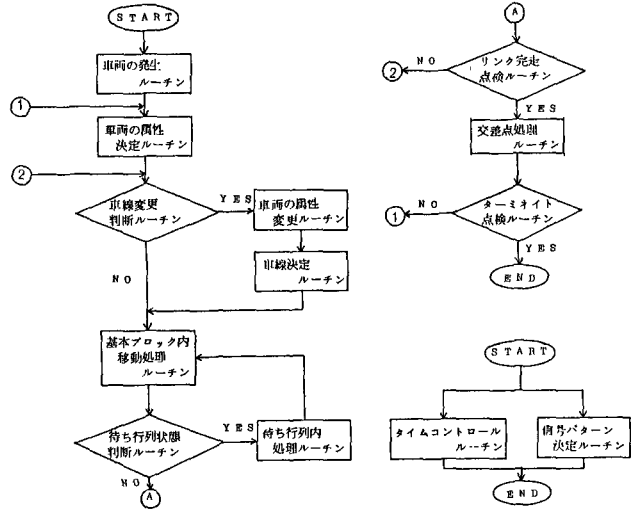 START
車両の発生
ルーチン
1
車両の属性
決定ルーチン
2
車線変更
判断ルーチン
YES
車両の属性
変更ルーチン
車線決定
ルーチン
NO
基本ブロック内
移動処理
ルーチン
待ち行列状態
判断ルーチン
YES
待ち行列内
処理ルーチン
NO
A
A
リンク完走
点検ルーチン
NO
2
YES
交差点処理
ルーチン
ターミネイト
点検ルーチン
NO
1
YES
END
START
タイムコントロール
ルーチン
信号パターン
決定ルーチン
END